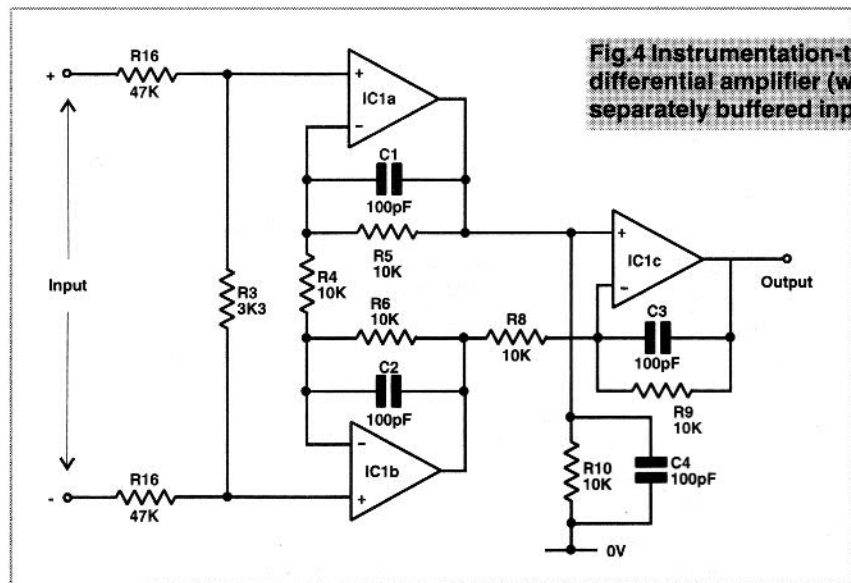 Fig.4 Instrumentation-t
differential amplifier (w
separately buffered inp
+
R16
47K
+
IC1a
-
C1
100pF
R5
10K
R4
10K
Input
R3
3K3
R6
10K
C2
100pF
R8
10K
+
IC1c
-
Output
C3
100pF
R9
10K
-
IC1b
+
R10
10K
C4
100pF
-
R16
47K
0V